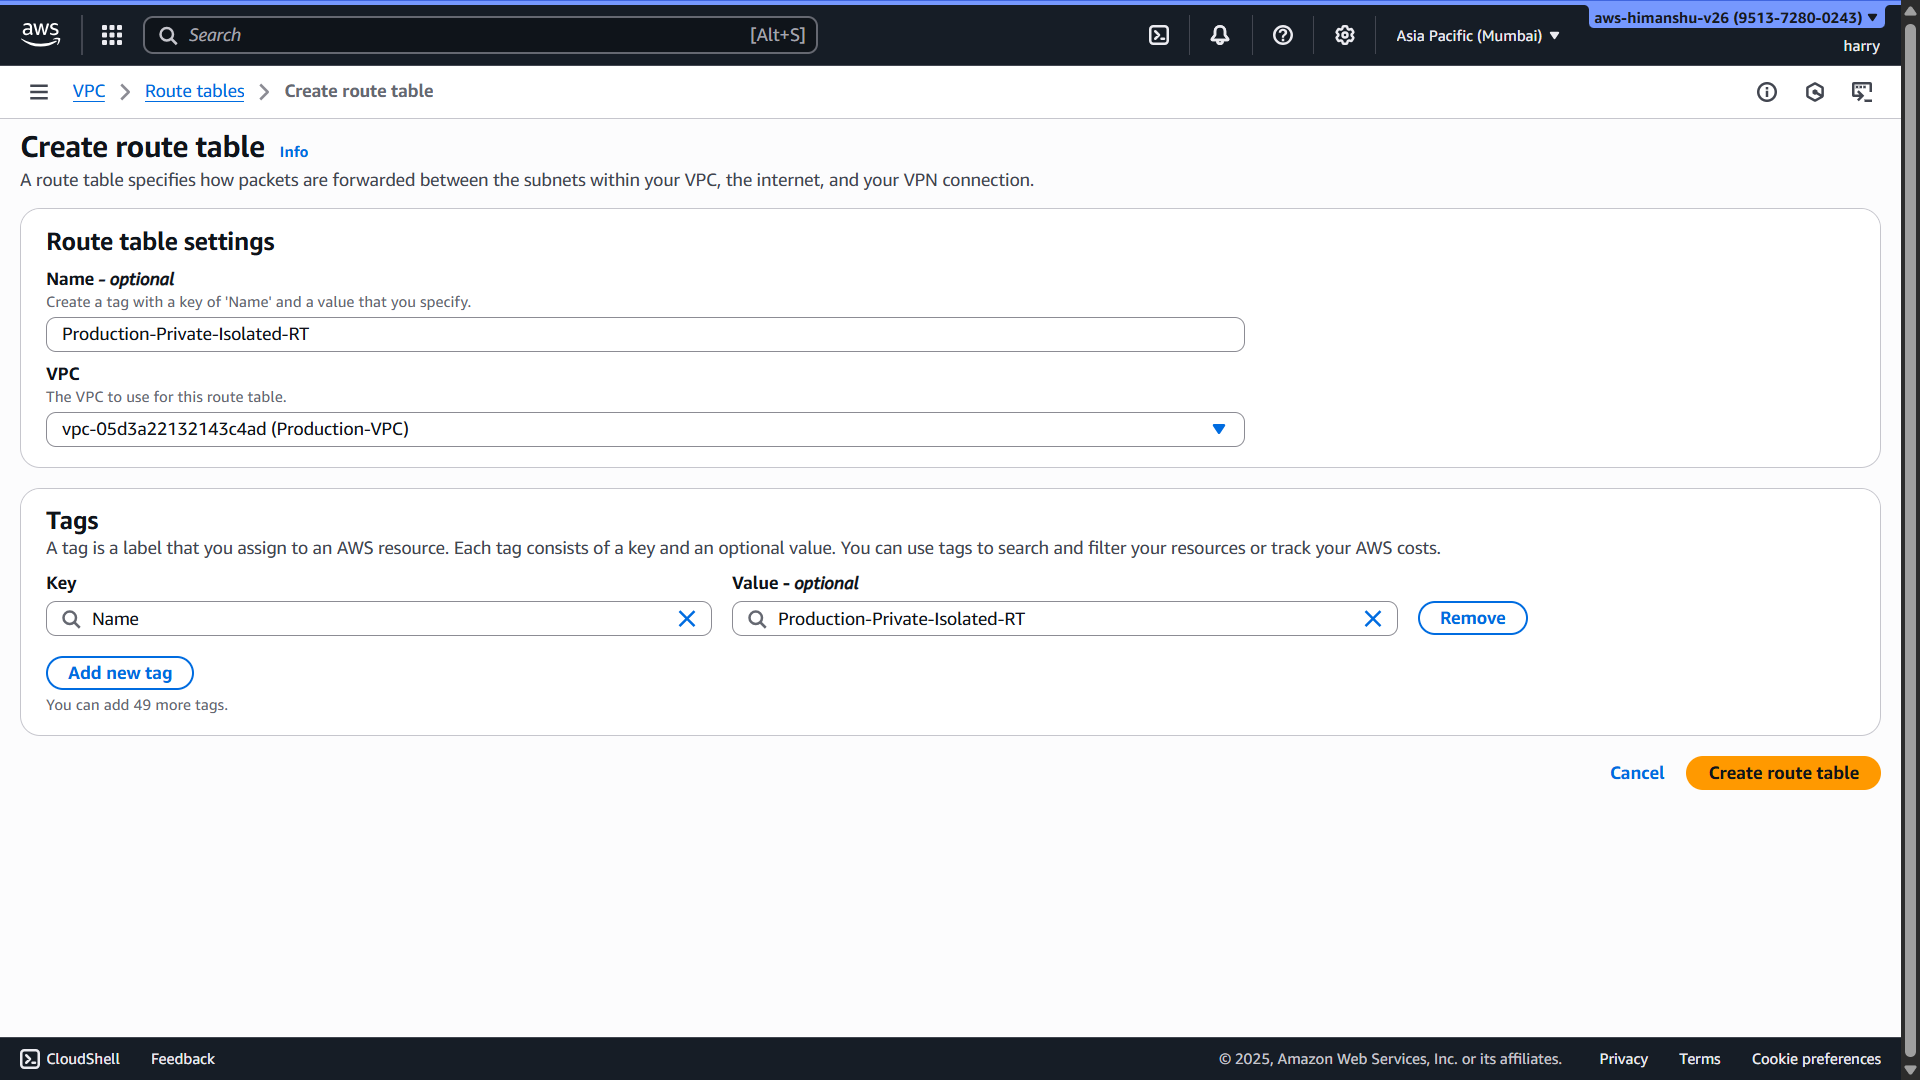 aws
Search [Alt+S]
Asia Pacific (Mumbai)
aws-himanshu-v26 (9513-7280-0243)
harry
VPC
Route tables
Create route table
Create route table Info
A route table specifies how packets are forwarded between the subnets within your VPC, the internet, and your VPN connection.
Route table settings
Name - optional
Create a tag with a key of 'Name' and a value that you specify.
Production-Private-Isolated-RT
VPC
The VPC to use for this route table.
vpc-05d3a22132143c4ad (Production-VPC)
Tags
A tag is a label that you assign to an AWS resource. Each tag consists of a key and an optional value. You can use tags to search and filter your resources or track your AWS costs.
Key Value - optional
Name Production-Private-Isolated-RT Remove
Add new tag
You can add 49 more tags.
Cancel Create route table
CloudShell Feedback © 2025, Amazon Web Services, Inc. or its affiliates. Privacy Terms Cookie preferences